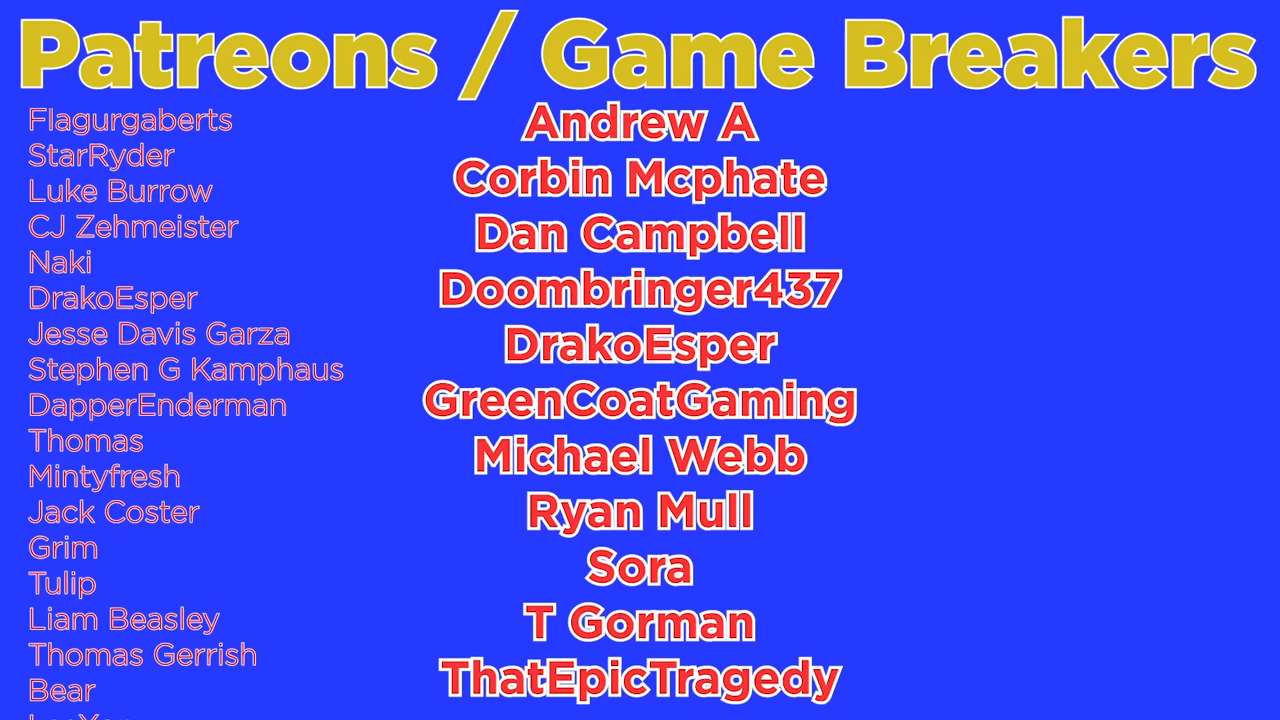 Patreons / Game Breakers
Flagurgaberts
StarRyder
Luke Burrow
CJ Zehmeister
Naki
DrakoEsper
Jesse Davis Garza
Stephen G Kamphaus
DapperEnderman
Thomas
Mintyfresh
Jack Coster
Grim
Tulip
Liam Beasley
Thomas Gerrish
Bear
Andrew A
Corbin Mcphate
Dan Campbell
Doombringer437
DrakoEsper
GreenCoatGaming
Michael Webb
Ryan Mull
Sora
T Gorman
ThatEpicTragedy